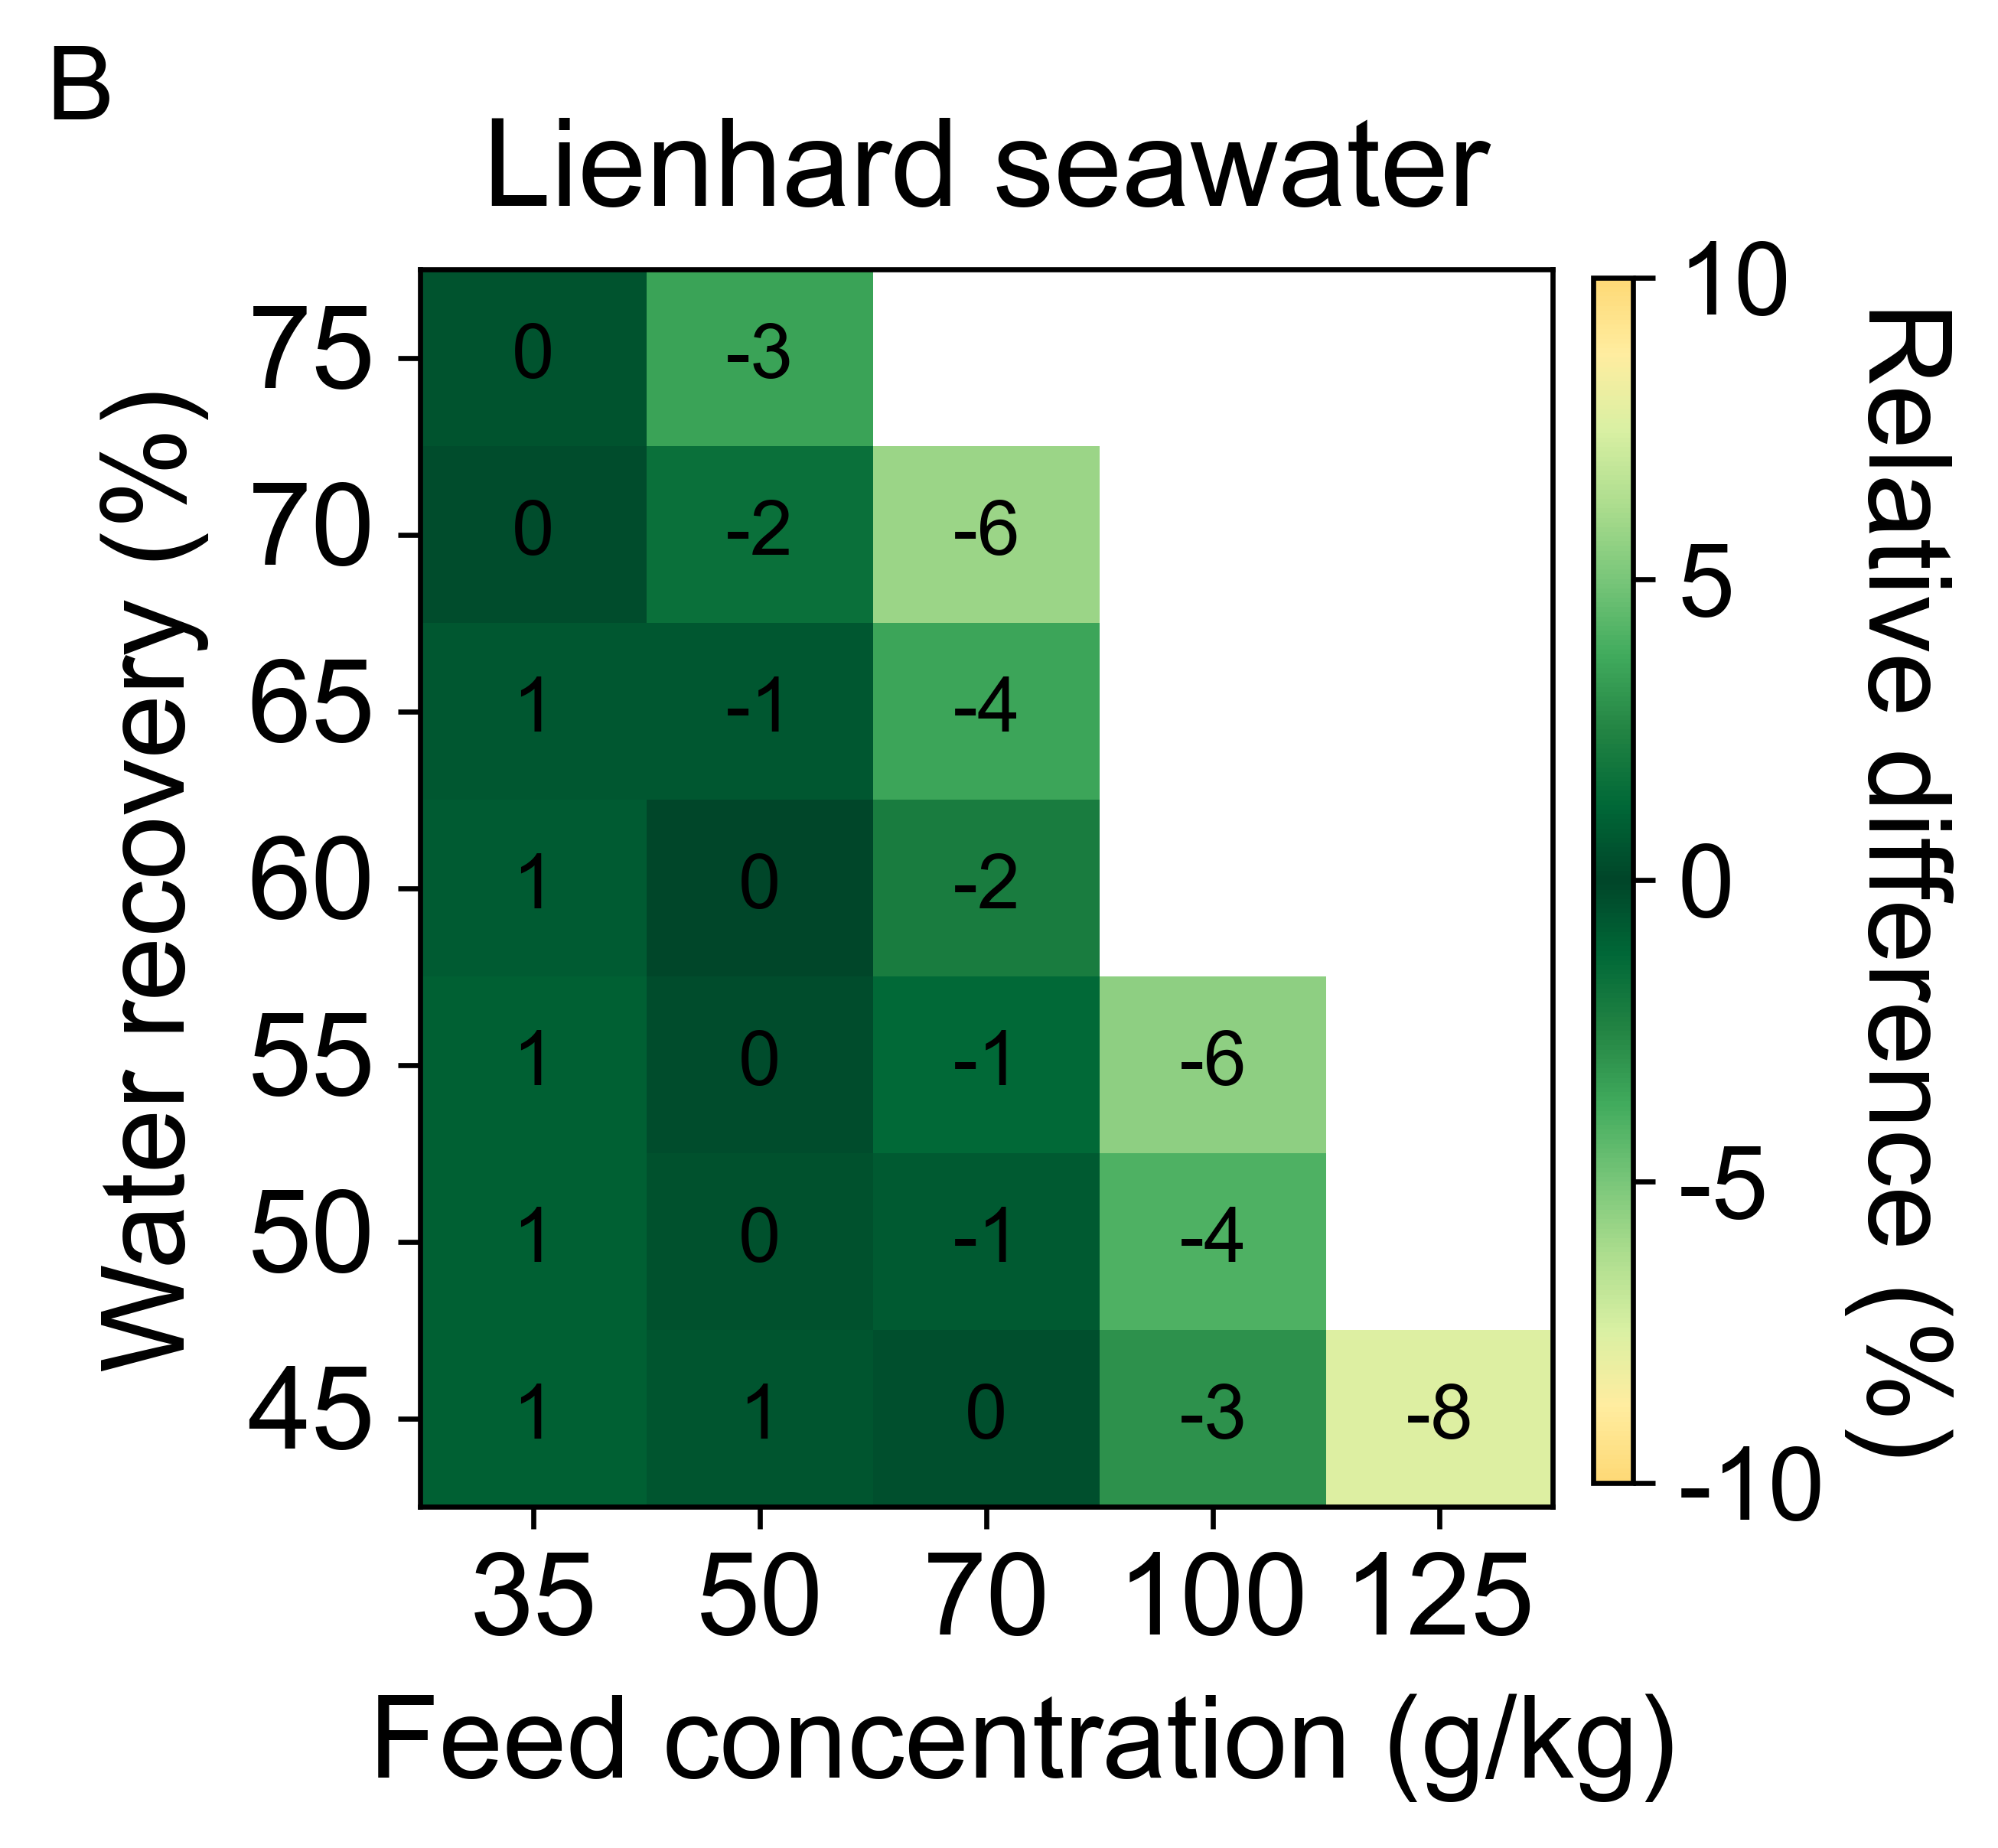 B
Lienhard seawater
Water recovery (%)
75 0 -3
70 0 -2 -6
65 1 -1 -4
60 1 0 -2
55 1 0 -1 -6
50 1 0 -1 -4
45 1 1 0 -3 -8
35 50 70 100 125
Feed concentration (g/kg)
10
5
0
-5
-10
Relative difference (%)